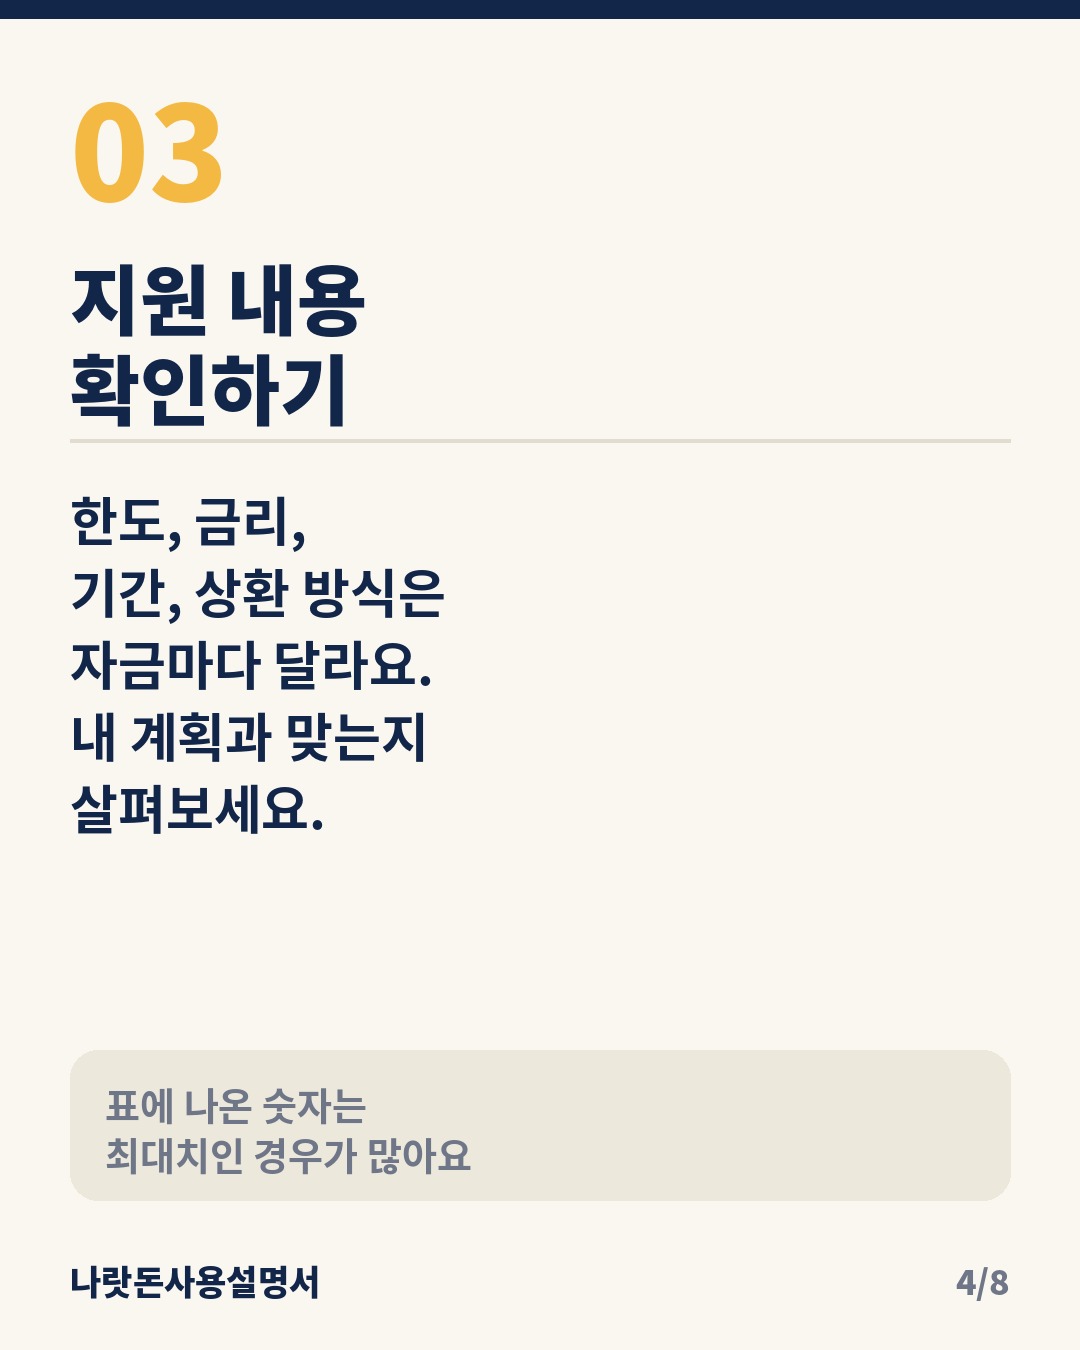 03
지원 내용
확인하기
한도, 금리,
기간, 상환 방식은
자금마다 달라요.
내 계획과 맞는지
살펴보세요.
표에 나온 숫자는
최대치인 경우가 많아요
나랏돈사용설명서
4/8